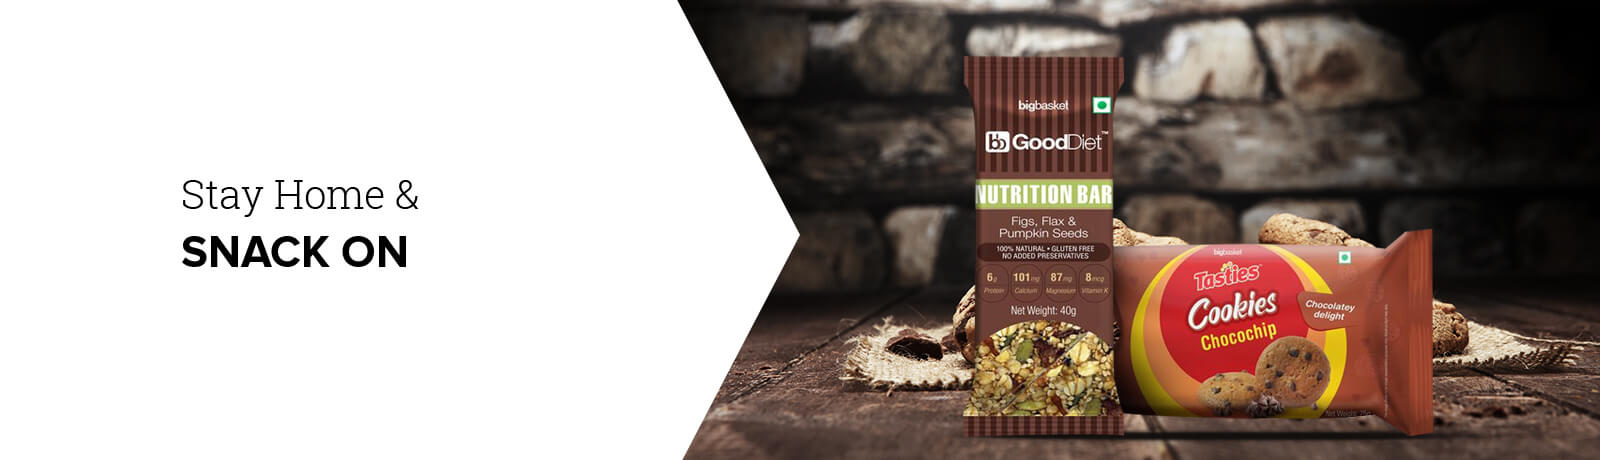 Stay Home &
SNACK ON
bigbasket
bb GoodDiet™
NUTRITION BAR
Figs, Flax &
Pumpkin Seeds
100% NATURAL • GLUTEN FREE
NO ADDED PRESERVATIVES
6g Protein 101mg Calcium 87mg Magnesium 8mcg Vitamin K
Net Weight: 40g
bigbasket
Tasties
Cookies
Chocochip
Chocolatey
delight